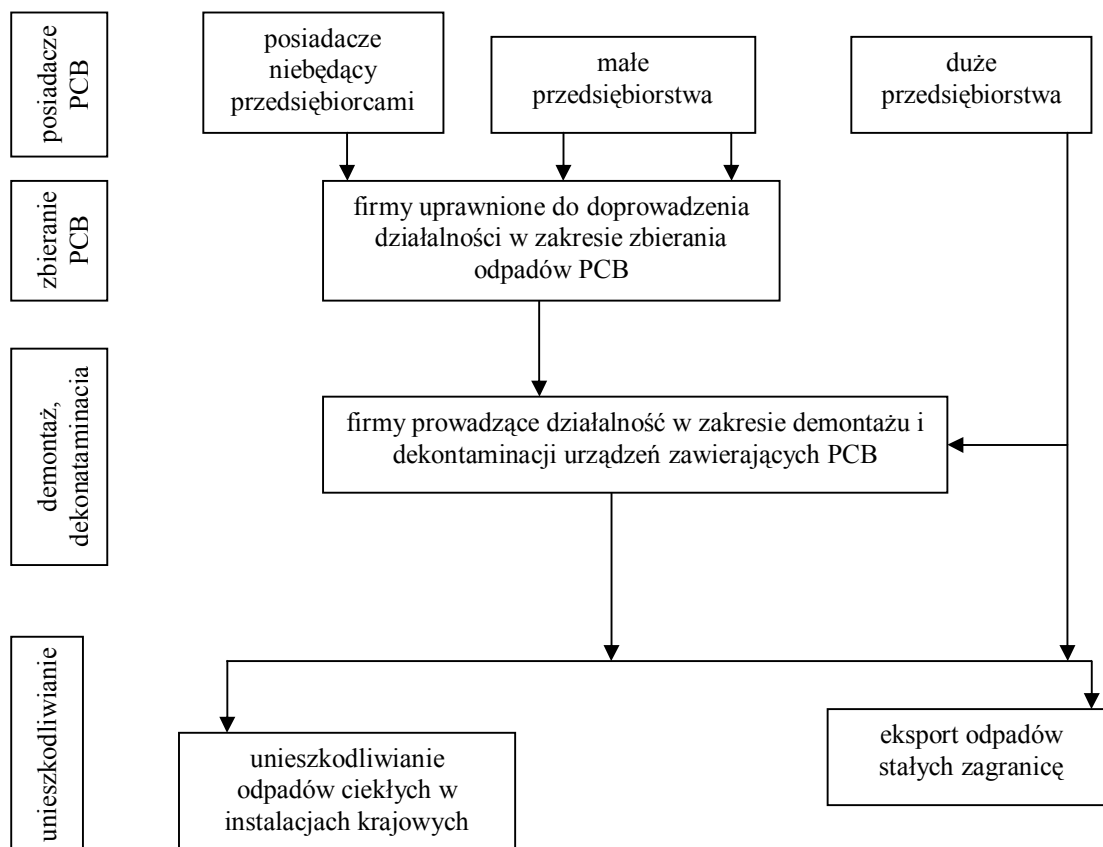 posiadacze
PCB
posiadacze
niebędący
przedsiębiorcami
małe
przedsiębiorstwa
duże
przedsiębiorstwa
zbieranie
PCB
firmy uprawnione do doprowadzenia
działalności w zakresie zbierania
odpadów PCB
demontaż,
dekonataminacia
firmy prowadzące działalność w zakresie demontażu i
dekontaminacji urządzeń zawierających PCB
unieszkodliwianie
unieszkodliwianie
odpadów ciekłych w
instalacjach krajowych
eksport odpadów
stałych zagranicę